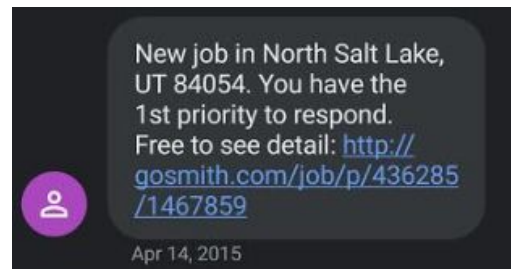 New job in North Salt Lake,
UT 84054. You have the
1st priority to respond.
Free to see detail: http://
gosmith.com/job/p/436285
/1467859
Apr 14, 2015